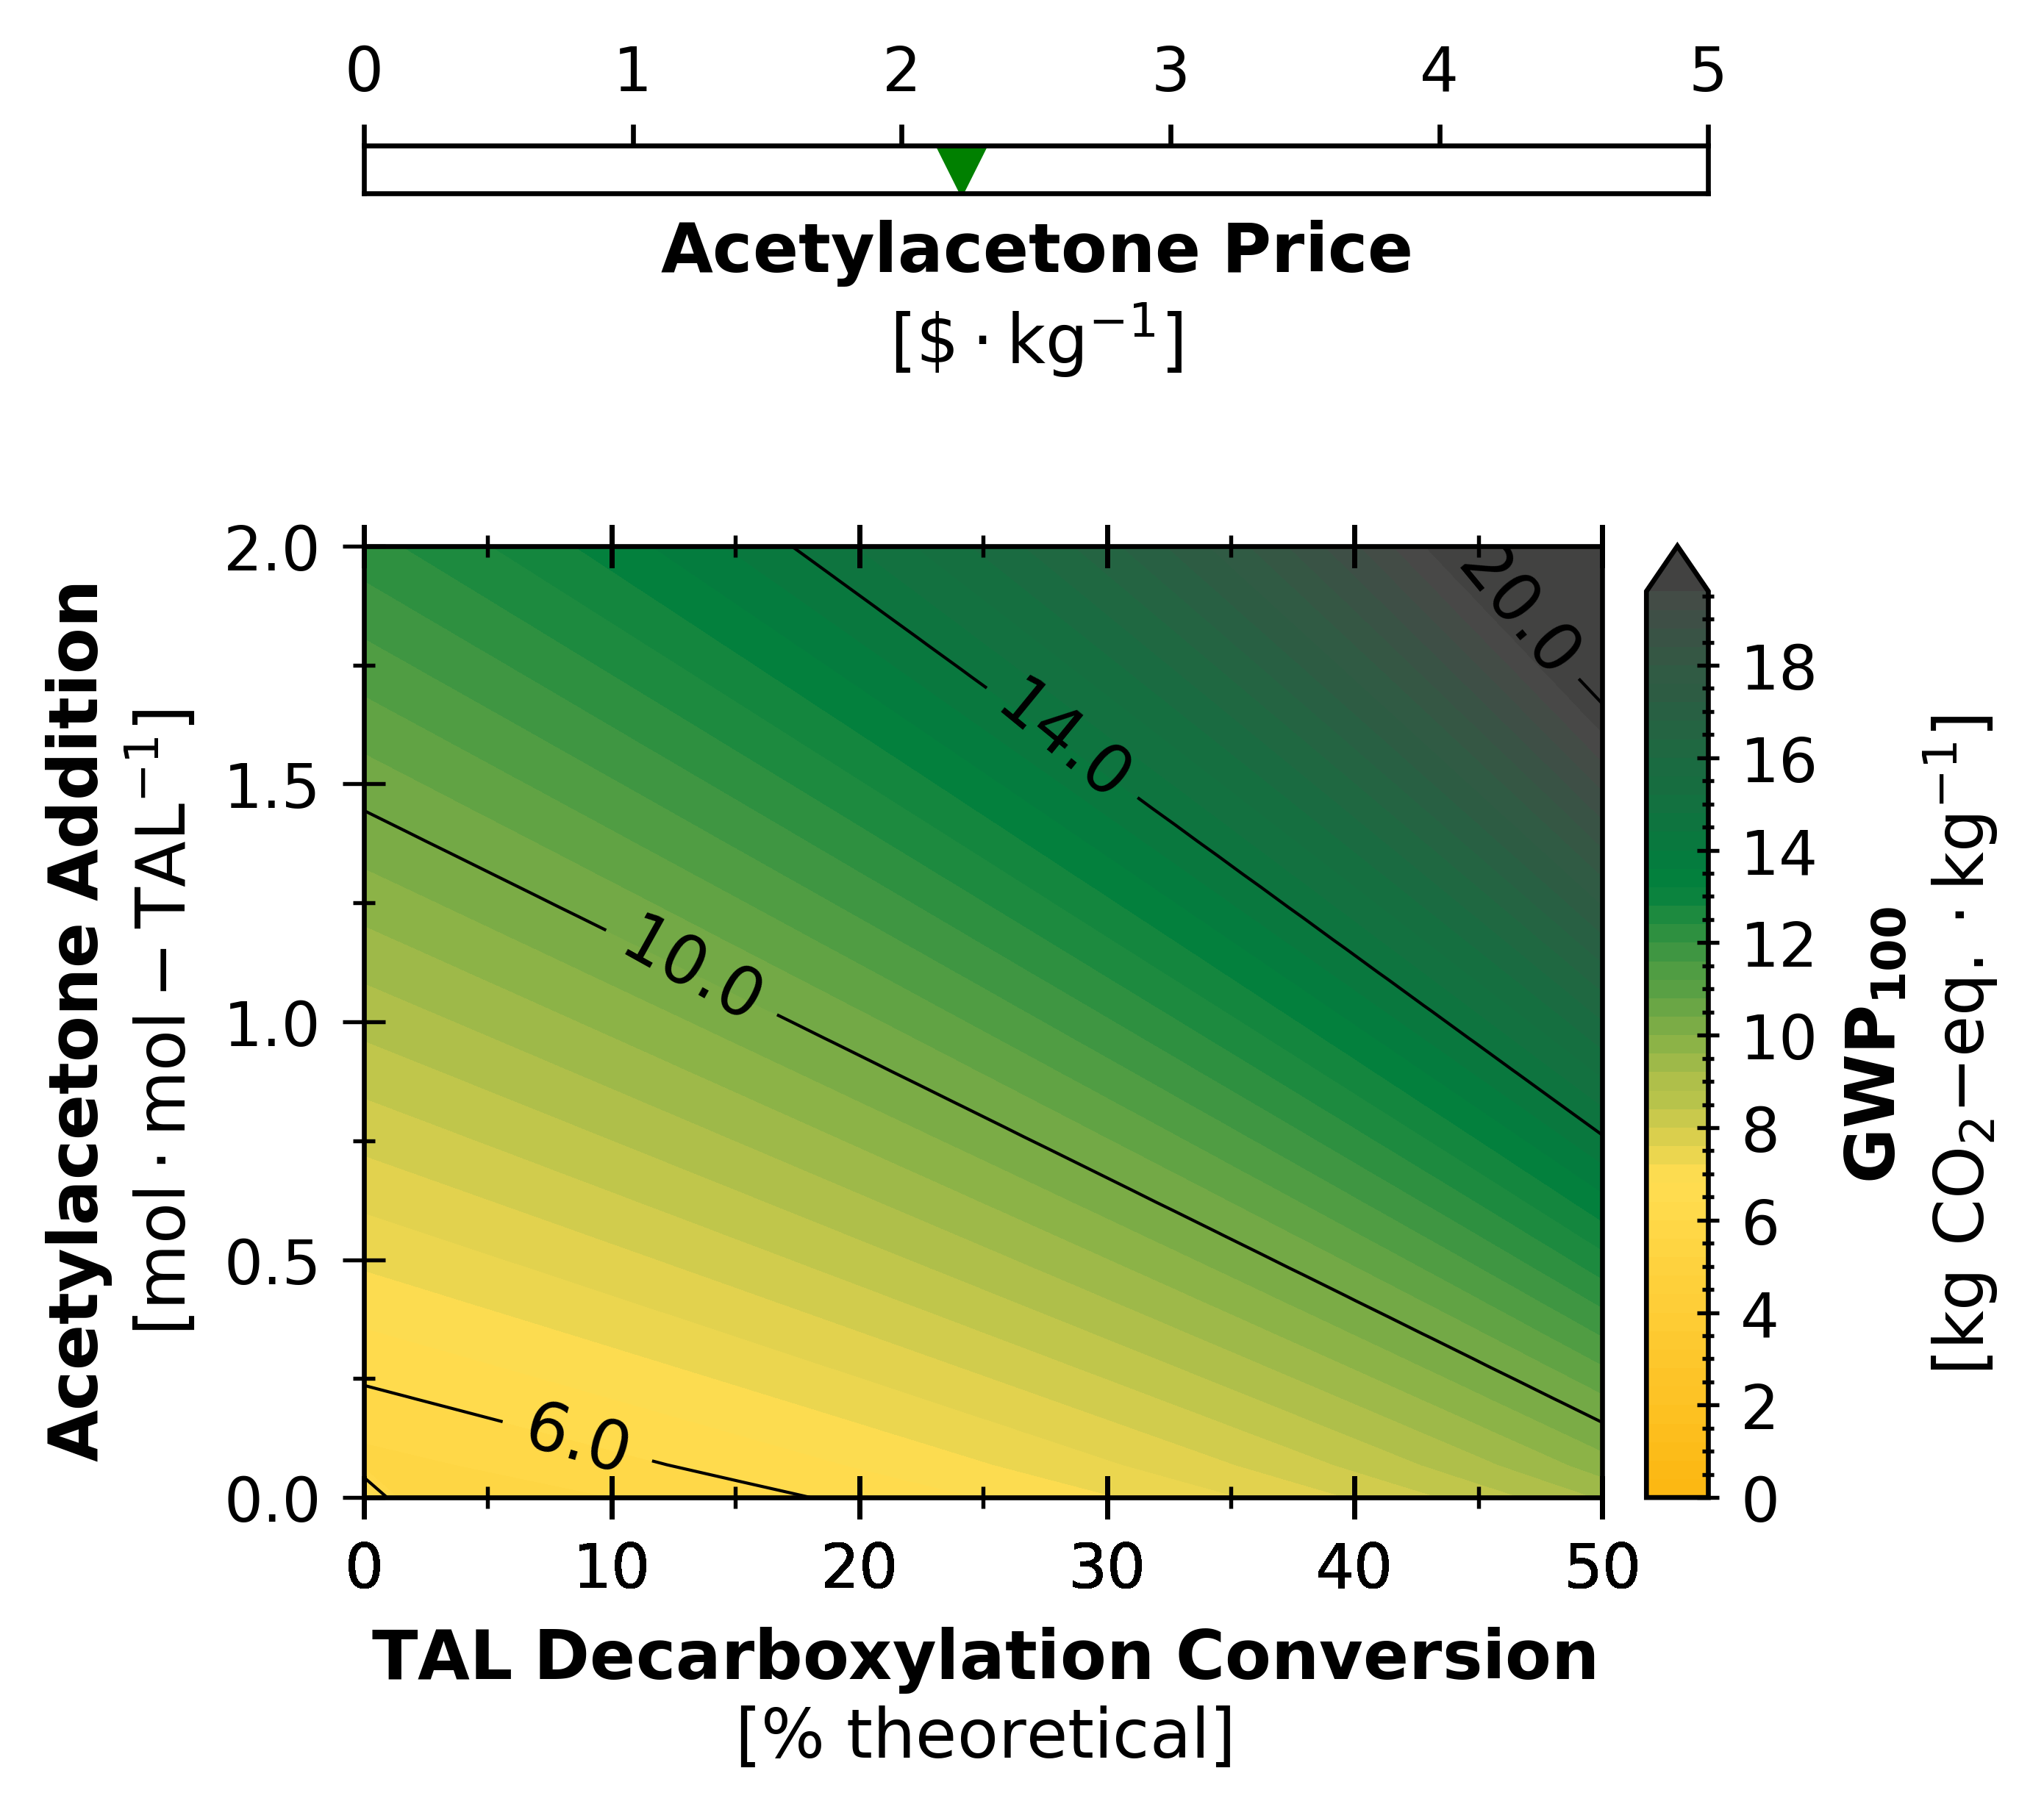 0 1 2 3 4 5
Acetylacetone Price
[$ · kg⁻¹]
Acetylacetone Addition
[mol · mol − TAL⁻¹]
2.0
1.5
1.0
0.5
0.0
20.0
14.0
10.0
6.0
0 10 20 30 40 50
TAL Decarboxylation Conversion
[% theoretical]
18
16
14
12
10
8
6
4
2
0
GWP₁₀₀
[kg CO₂−eq. · kg⁻¹]